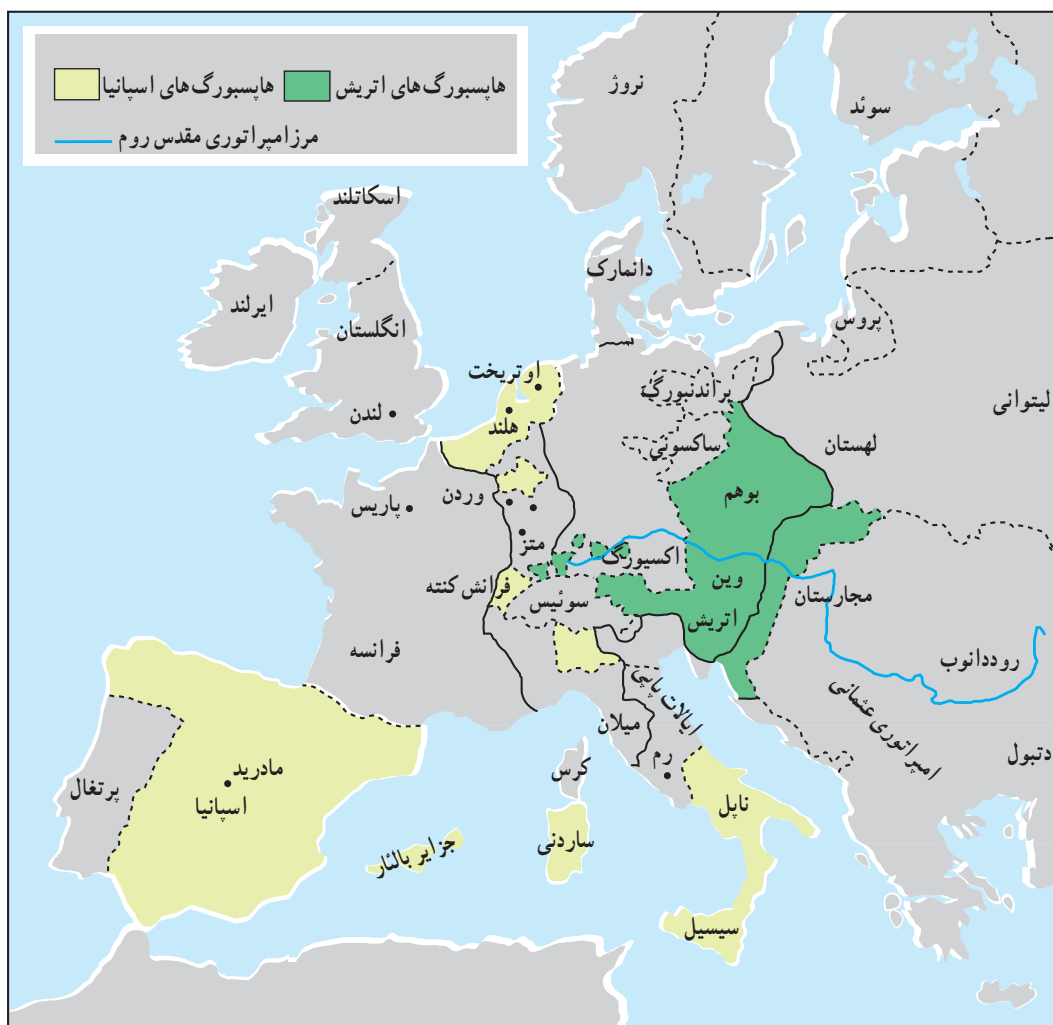 هاپسبورگ‌های اتریش
هاپسبورگ‌های اسپانیا
مرز امپراتوری مقدس روم
نروژ
سوئد
اسکاتلند
دانمارک
ایرلند
انگلستان
پروس
اوتریخت
براندنبورگ
لیتوانی
لندن
هلند
ساکسونی
لهستان
وردن
بوهم
پاریس
متز
اکسبورگ
فرانش کنته
وین
مجارستان
سوئیس
اتریش
فرانسه
رود دانوب
ایالات پاپی
امپراتوری عثمانی
میلان
دتبول
کرس
رم
مادرید
پرتغال
اسپانیا
ناپل
ساردنی
جزایر بالئار
سیسیل